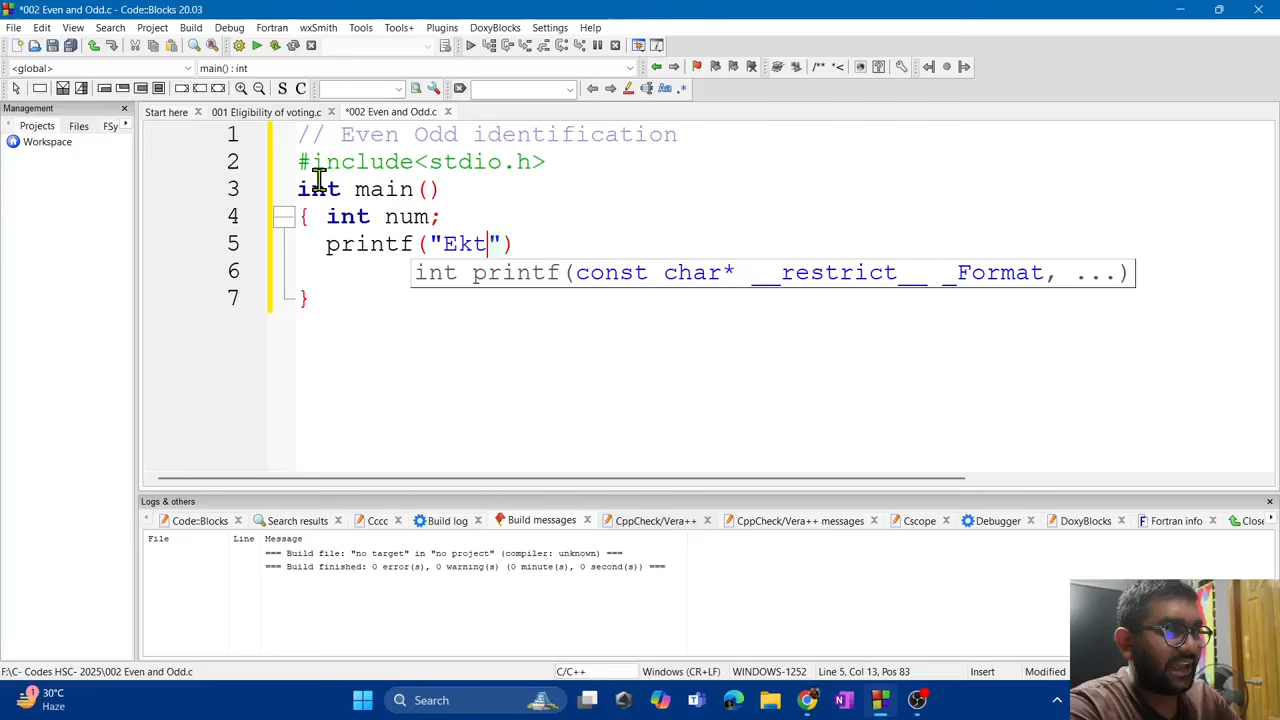 *002 Even and Odd.c - Code::Blocks 20.03
File Edit View Search Project Build Debug Fortran wxSmith Tools Tools+ Plugins DoxyBlocks Settings Help
<global> main() : int
/** *<
S C Aa .*
Management
Start here 001 Eligibility of voting.c *002 Even and Odd.c
Projects Files FSy
Workspace
1 // Even Odd identification
2 #include<stdio.h>
3 int main()
4 { int num;
5 printf("Ekt")
6 int printf(const char* __restrict__ _Format, ...)
7 }
Logs & others
Code::Blocks Search results Cccc Build log Build messages CppCheck/Vera++ CppCheck/Vera++ messages Cscope Debugger DoxyBlocks Fortran info Close
File Line Message
=== Build file: "no target" in "no project" (compiler: unknown) ===
=== Build finished: 0 error(s), 0 warning(s) (0 minute(s), 0 second(s)) ===
F:\C- Codes HSC- 2025\002 Even and Odd.c C/C++ Windows (CR+LF) WINDOWS-1252 Line 5, Col 13, Pos 83 Insert Modified
1
30°C
Haze
Search